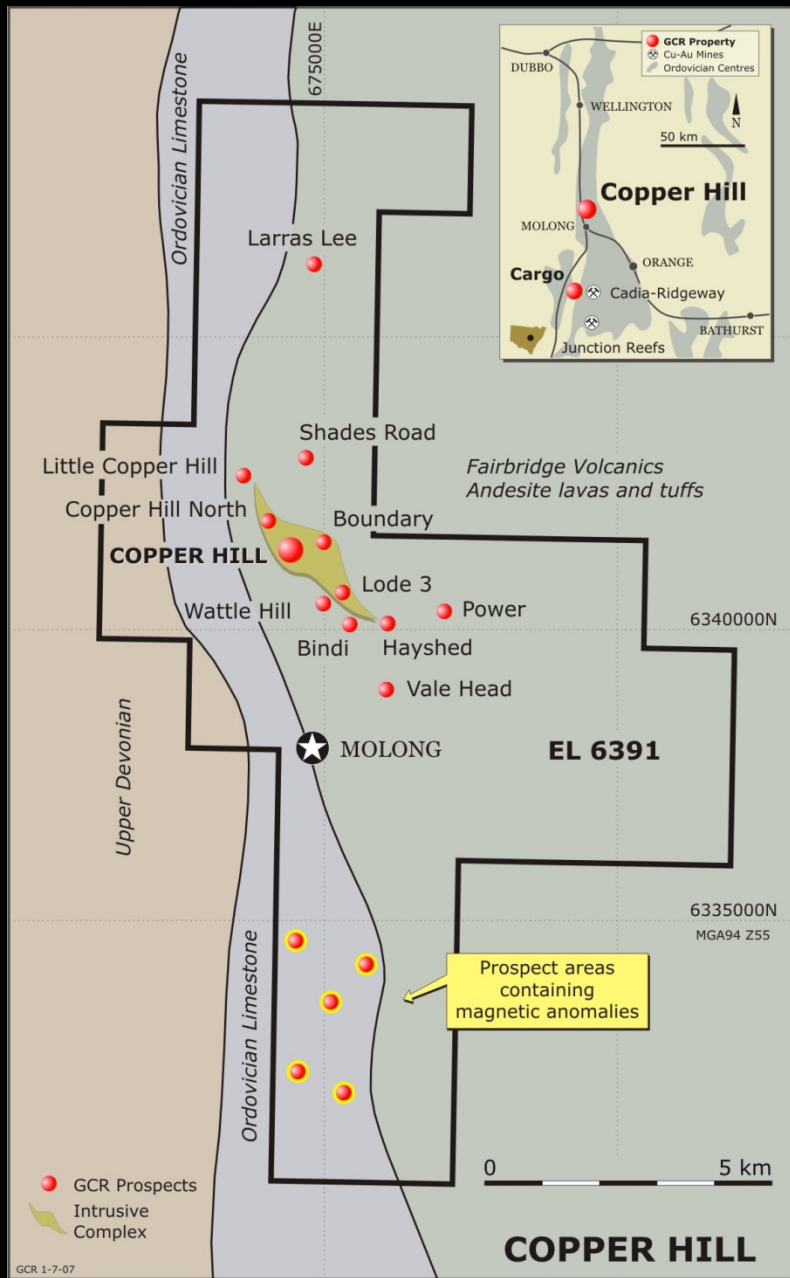 675000E
Ordovician Limestone
GCR Property
Cu-Au Mines
Ordovician Centres
DUBBO
WELLINGTON
N
50 km
Copper Hill
MOLONG
ORANGE
Cargo
Cadia-Ridgeway
BATHURST
Junction Reefs
Larras Lee
Shades Road
Little Copper Hill
Fairbridge Volcanics
Andesite lavas and tuffs
Copper Hill North
Boundary
COPPER HILL
Lode 3
Wattle Hill
Power
6340000N
Bindi
Hayshed
Vale Head
MOLONG
EL 6391
Upper Devonian
6335000N
MGA94 Z55
Prospect areas
containing
magnetic anomalies
Ordovician Limestone
0
5 km
GCR Prospects
Intrusive
Complex
COPPER HILL
GCR 1-7-07